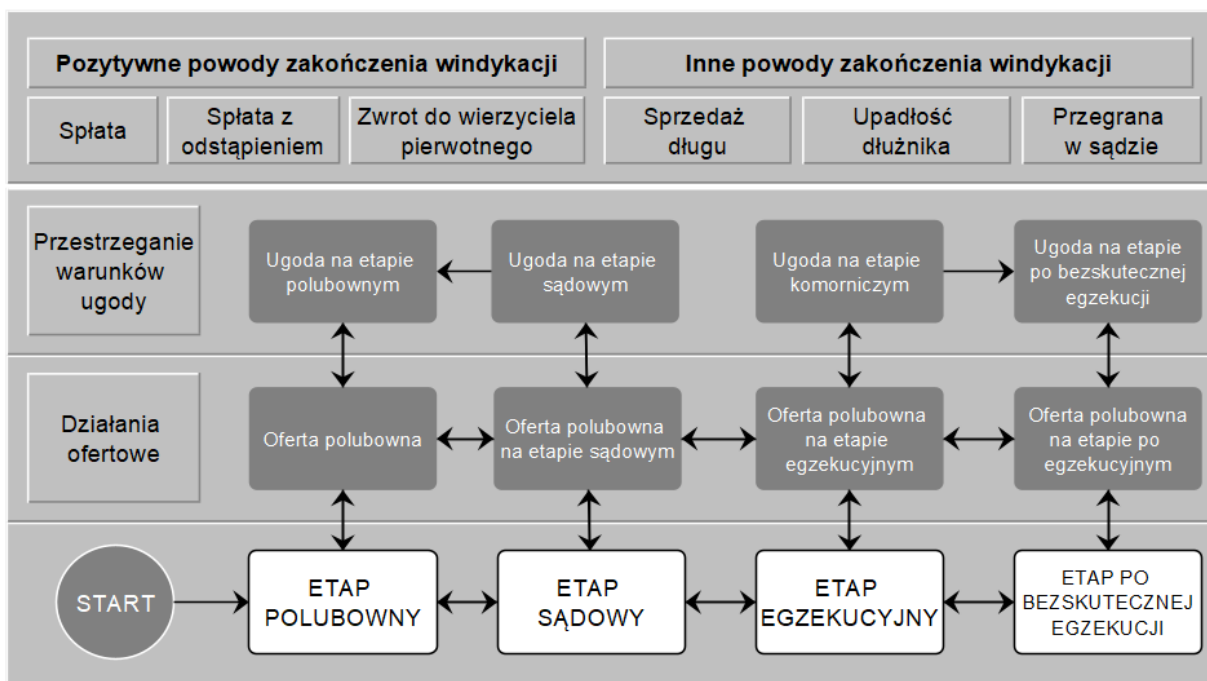 Pozytywne powody zakończenia windykacji
Inne powody zakończenia windykacji
Spłata
Spłata z
odstąpieniem
Zwrot do wierzyciela
pierwotnego
Sprzedaż
długu
Upadłość
dłużnika
Przegrana
w sądzie
Przestrzeganie
warunków
ugody
Ugoda na etapie
polubownym
Ugoda na etapie
sądowym
Ugoda na etapie
komorniczym
Ugoda na etapie
po bezskutecznej
egzekucji
Działania
ofertowe
Oferta polubowna
Oferta polubowna
na etapie sądowym
Oferta polubowna
na etapie
egzekucyjnym
Oferta polubowna
na etapie po
egzekucyjnym
START
ETAP
POLUBOWNY
ETAP
SĄDOWY
ETAP
EGZEKUCYJNY
ETAP PO
BEZSKUTECZNEJ
EGZEKUCJI